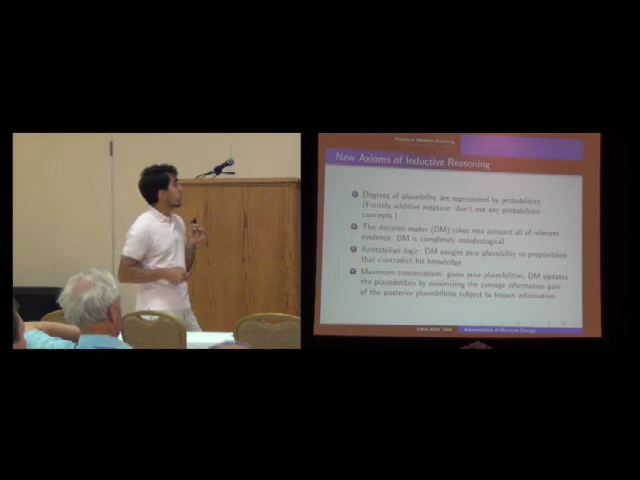 New Axioms of Inductive Reasoning
Degrees of plausibility are represented by probabilities
(Finitely additive measure: don't use any probabilistic
concepts.)
The decision maker (DM) takes into account all of relevant
evidence: DM is completely nonideological
Aristotelian logic: DM assigns zero plausibility to propositions
that contradict his knowledge.
Maximum conservatism: given prior plausibilities, DM updates
the plausibilities by minimizing the average information gain
of the posterior plausibilities subject to known information